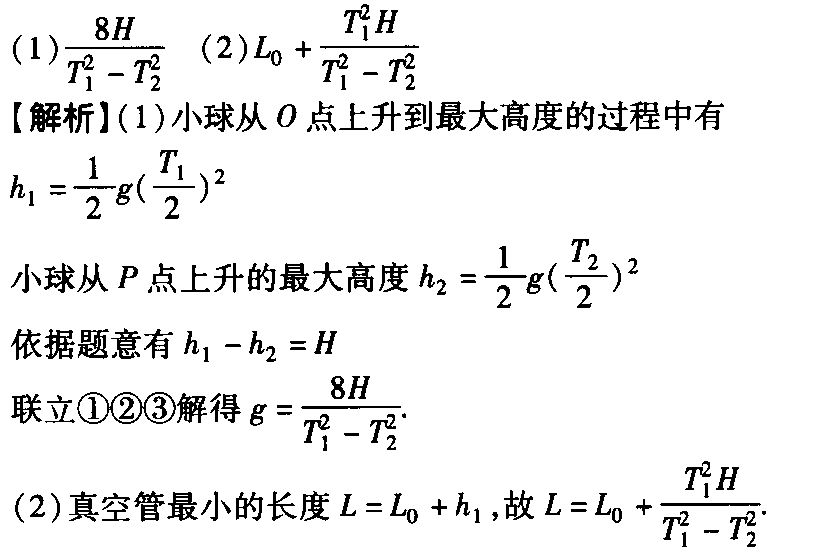 (1) \frac{8H}{T_1^2 - T_2^2} (2) L_0 + \frac{T_1^2 H}{T_1^2 - T_2^2}
【解析】(1)小球从 O 点上升到最大高度的过程中有
h_1 = \frac{1}{2} g(\frac{T_1}{2})^2
小球从 P 点上升的最大高度 h_2 = \frac{1}{2} g(\frac{T_2}{2})^2
依据题意有 h_1 - h_2 = H
联立①②③解得 g = \frac{8H}{T_1^2 - T_2^2}.
(2)真空管最小的长度 L = L_0 + h_1,故 L = L_0 + \frac{T_1^2 H}{T_1^2 - T_2^2}.